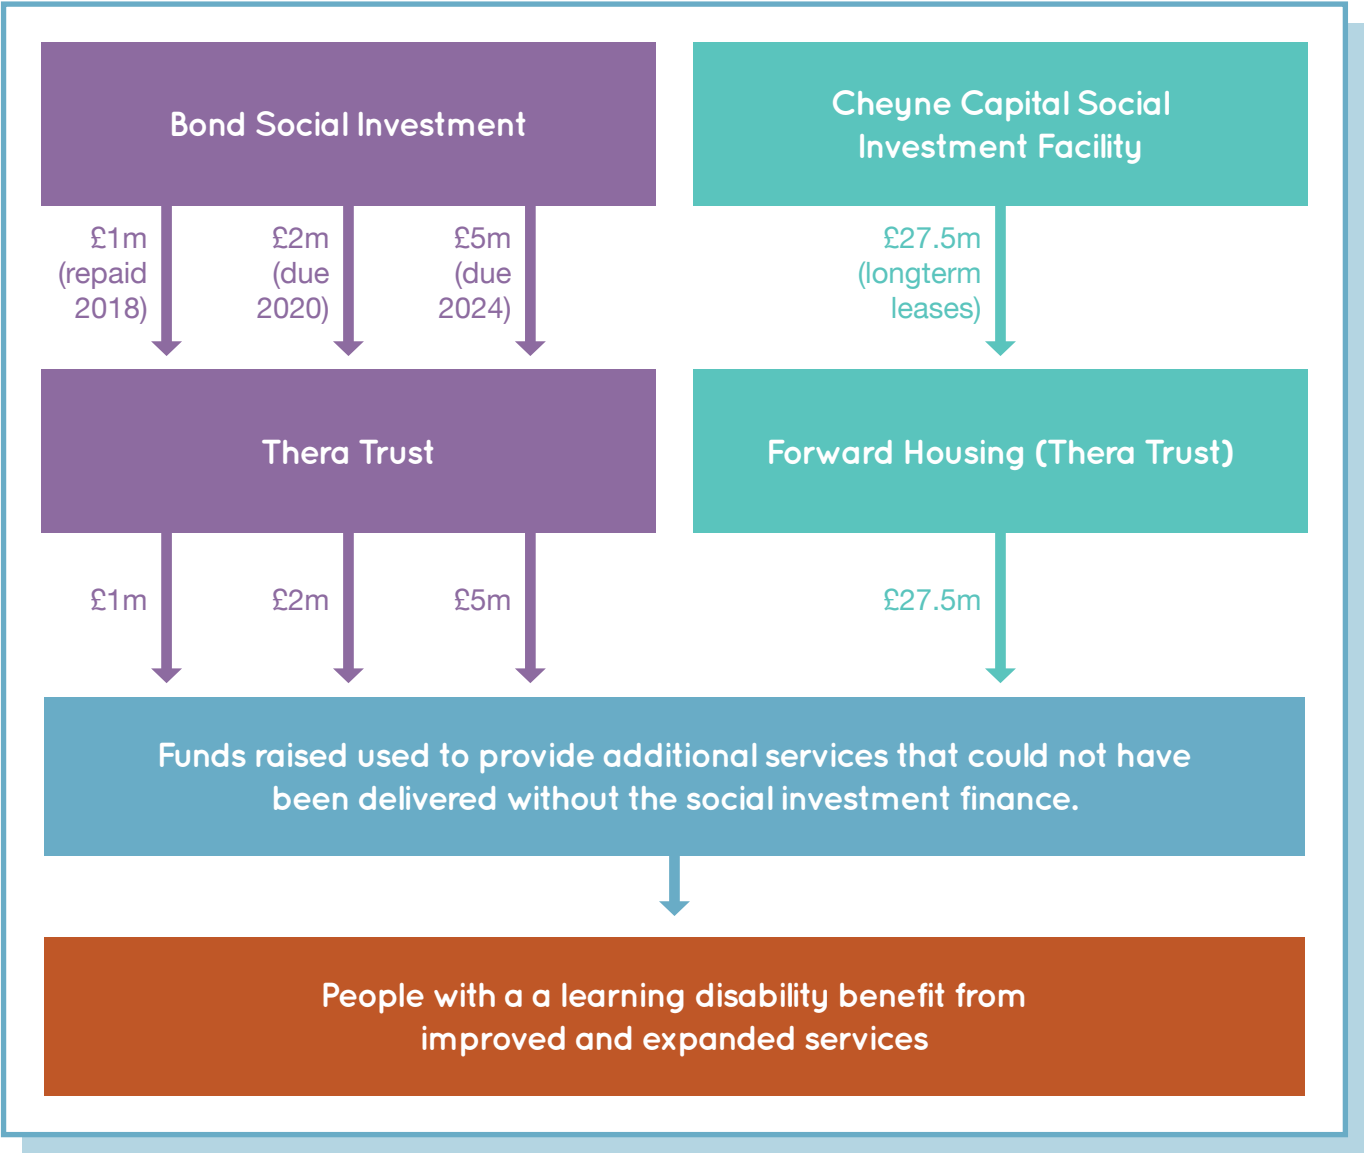 Bond Social Investment
Cheyne Capital Social
Investment Facility
£1m
(repaid
2018)
£2m
(due
2020)
£5m
(due
2024)
£27.5m
(longterm
leases)
Thera Trust
Forward Housing (Thera Trust)
£1m
£2m
£5m
£27.5m
Funds raised used to provide additional services that could not have
been delivered without the social investment finance.
People with a a learning disability benefit from
improved and expanded services